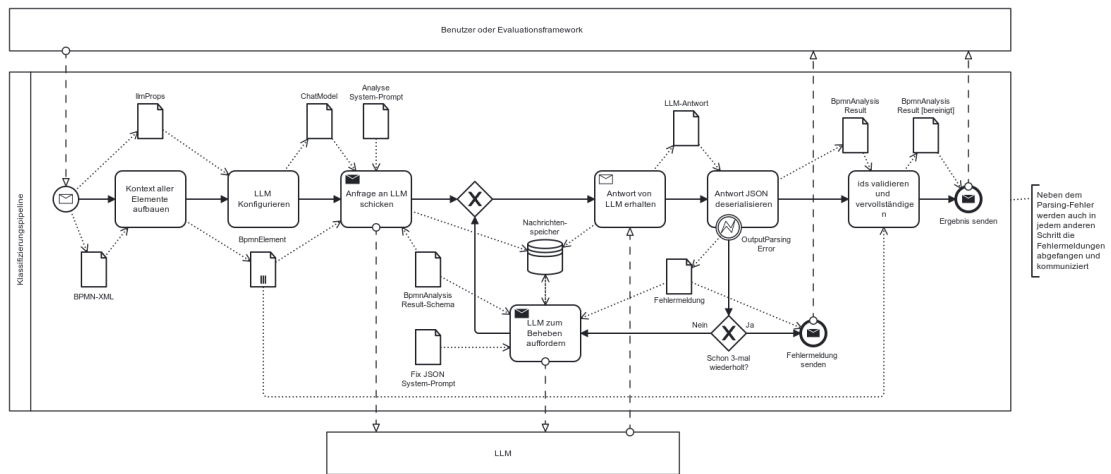 Benutzer oder Evaluationsframework
Klassifizierungspipeline
llmProps
ChatModel
Analyse
System-Prompt
LLM-Antwort
BpmnAnalysis
Result
BpmnAnalysis
Result [bereinigt]
Kontext aller
Elemente
aufbauen
LLM
Konfigurieren
Anfrage an LLM
schicken
X
Antwort von
LLM erhalten
Antwort JSON
deserialisieren
ids validieren und
vervollständige
n
Ergebnis senden
Neben dem
Parsing-Fehler
werden auch in
jedem anderen
Schritt die
Fehlermeldungen
abgefangen und
kommuniziert
Nachrichten-
speicher
OutputParsing
Error
BpmnElement
BPMN-XML
BpmnAnalysis
Result-Schema
Fehlermeldung
LLM zum
Beheben
auffordern
Nein
X
Ja
Schon 3-mal
wiederholt?
Fehlermeldung
senden
Fix JSON
System-Prompt
LLM